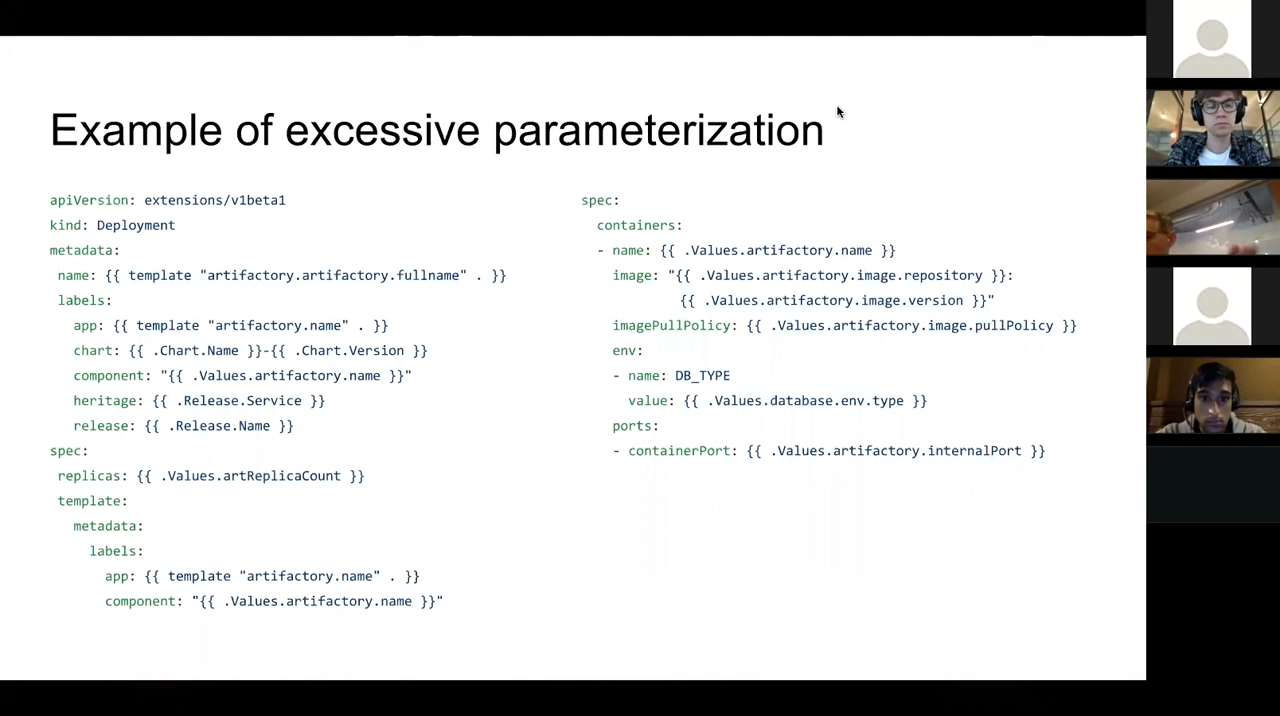 Example of excessive parameterization
apiVersion: extensions/v1beta1
kind: Deployment
metadata:
name: {{ template "artifactory.artifactory.fullname" . }}
labels:
app: {{ template "artifactory.name" . }}
chart: {{ .Chart.Name }}-{{ .Chart.Version }}
component: "{{ .Values.artifactory.name }}"
heritage: {{ .Release.Service }}
release: {{ .Release.Name }}
spec:
replicas: {{ .Values.artReplicaCount }}
template:
metadata:
labels:
app: {{ template "artifactory.name" . }}
component: "{{ .Values.artifactory.name }}"
spec:
containers:
- name: {{ .Values.artifactory.name }}
image: "{{ .Values.artifactory.image.repository }}:
{{ .Values.artifactory.image.version }}"
imagePullPolicy: {{ .Values.artifactory.image.pullPolicy }}
env:
- name: DB_TYPE
value: {{ .Values.database.env.type }}
ports:
- containerPort: {{ .Values.artifactory.internalPort }}